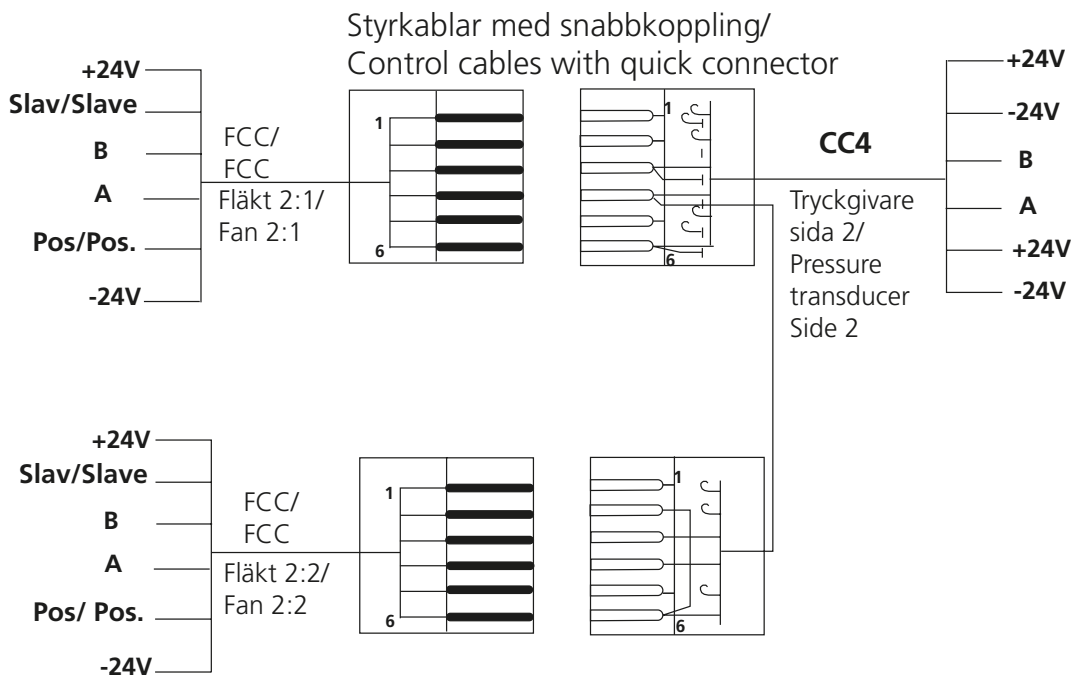 Styrkablar med snabbkoppling/
Control cables with quick connector
+24V
Slav/Slave
B
A
Pos/Pos.
-24V
FCC/
FCC
Fläkt 2:1/
Fan 2:1
1
6
1
6
CC4
Tryckgivare
sida 2/
Pressure
transducer
Side 2
+24V
-24V
B
A
+24V
-24V
+24V
Slav/Slave
B
A
Pos/ Pos.
-24V
FCC/
FCC
Fläkt 2:2/
Fan 2:2
1
6
1
6